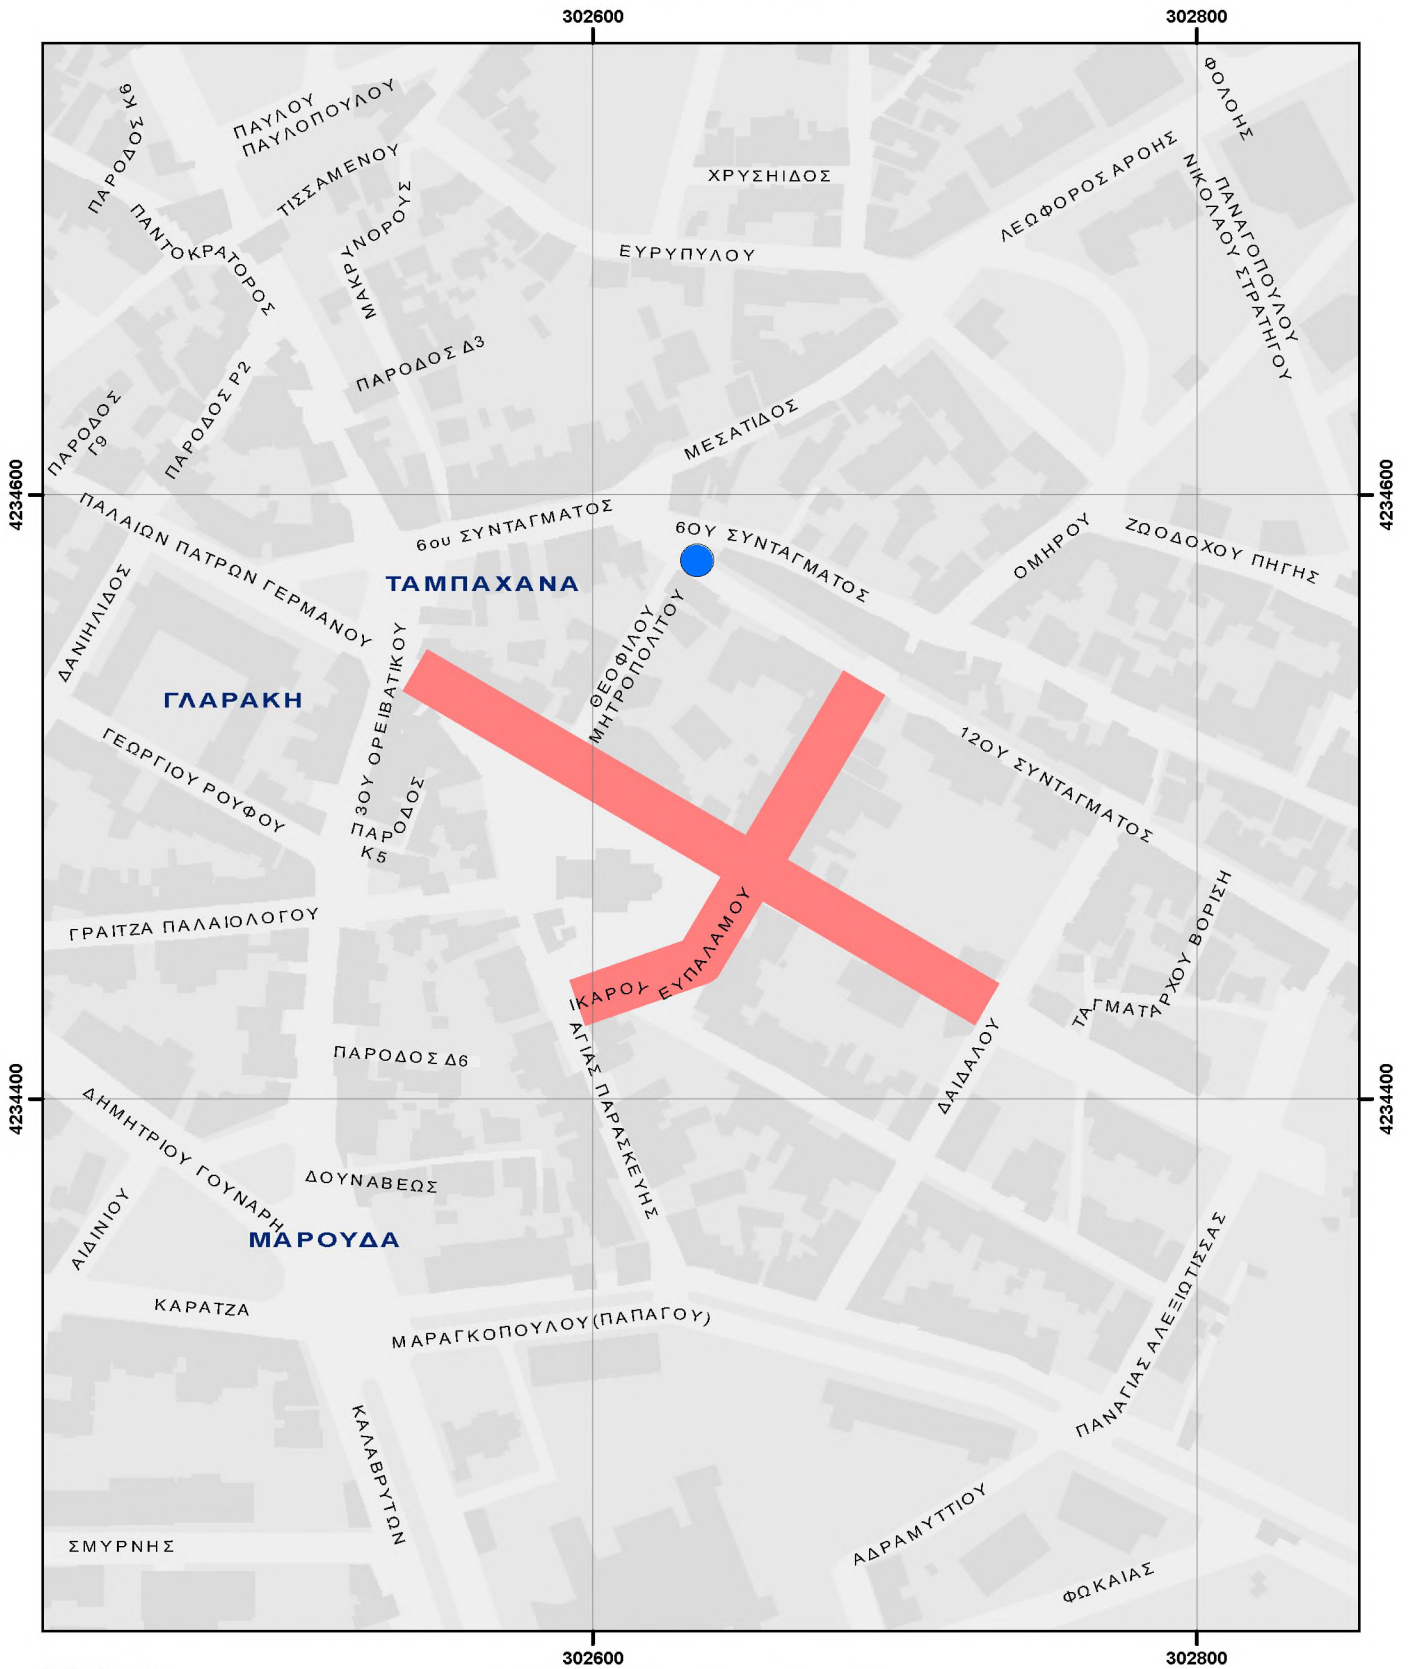 302600
302800
ΠΑΡΟΔΟΣ Κ6
ΠΑΥΛΟΥ
ΠΑΥΛΟΠΟΥΛΟΥ
ΤΙΣΣΑΜΕΝΟΥ
ΜΑΚΡΥΝΟΡΟΥΣ
ΠΑΝΤΟΚΡΑΤΟΡΟΣ
ΧΡΥΣΗΙΔΟΣ
ΕΥΡΥΠΥΛΟΥ
ΛΕΩΦΟΡΟΣ ΑΡΟΗΣ
ΦΟΛΟΗΣ
ΠΑΝΑΓΟΠΟΥΛΟΥ
ΝΙΚΟΛΑΟΥ ΣΤΡΑΤΗΓΟΥ
ΠΑΡΟΔΟΣ Δ3
ΠΑΡΟΔΟΣ Ρ2
ΠΑΡΟΔΟΣ
Γ9
ΜΕΣΑΤΙΔΟΣ
4234600
4234600
ΠΑΛΑΙΩΝ ΠΑΤΡΩΝ ΓΕΡΜΑΝΟΥ
6ου ΣΥΝΤΑΓΜΑΤΟΣ
6ΟΥ ΣΥΝΤΑΓΜΑΤΟΣ
ΟΜΗΡΟΥ
ΖΩΟΔΟΧΟΥ ΠΗΓΗΣ
ΤΑΜΠΑΧΑΝΑ
ΔΑΝΙΗΛΙΔΟΣ
ΘΕΟΦΙΛΟΥ
ΜΗΤΡΟΠΟΛΙΤΟΥ
ΓΛΑΡΑΚΗ
3ΟΥ ΟΡΕΙΒΑΤΙΚΟΥ
ΓΕΩΡΓΙΟΥ ΡΟΥΦΟΥ
ΠΑΡΟΔΟΣ
Κ5
12ΟΥ ΣΥΝΤΑΓΜΑΤΟΣ
ΓΡΑΙΤΖΑ ΠΑΛΑΙΟΛΟΓΟΥ
ΕΥΠΑΛΑΜΟΥ
ΙΚΑΡΟΥ
ΤΑΓΜΑΤΑΡΧΟΥ ΒΟΡΙΣΗ
ΑΓΙΑΣ ΠΑΡΑΣΚΕΥΗΣ
ΔΑΙΔΑΛΟΥ
ΠΑΡΟΔΟΣ Δ6
4234400
4234400
ΔΗΜΗΤΡΙΟΥ ΓΟΥΝΑΡΗ
ΔΟΥΝΑΒΕΩΣ
ΑΙΔΙΝΙΟΥ
ΜΑΡΟΥΔΑ
ΠΑΝΑΓΙΑΣ ΑΛΕΞΙΩΤΙΣΣΑΣ
ΚΑΡΑΤΖΑ
ΜΑΡΑΓΚΟΠΟΥΛΟΥ(ΠΑΠΑΓΟΥ)
ΚΑΛΑΒΡΥΤΩΝ
ΑΔΡΑΜΥΤΤΙΟΥ
ΣΜΥΡΝΗΣ
ΦΩΚΑΙΑΣ
302600
302800